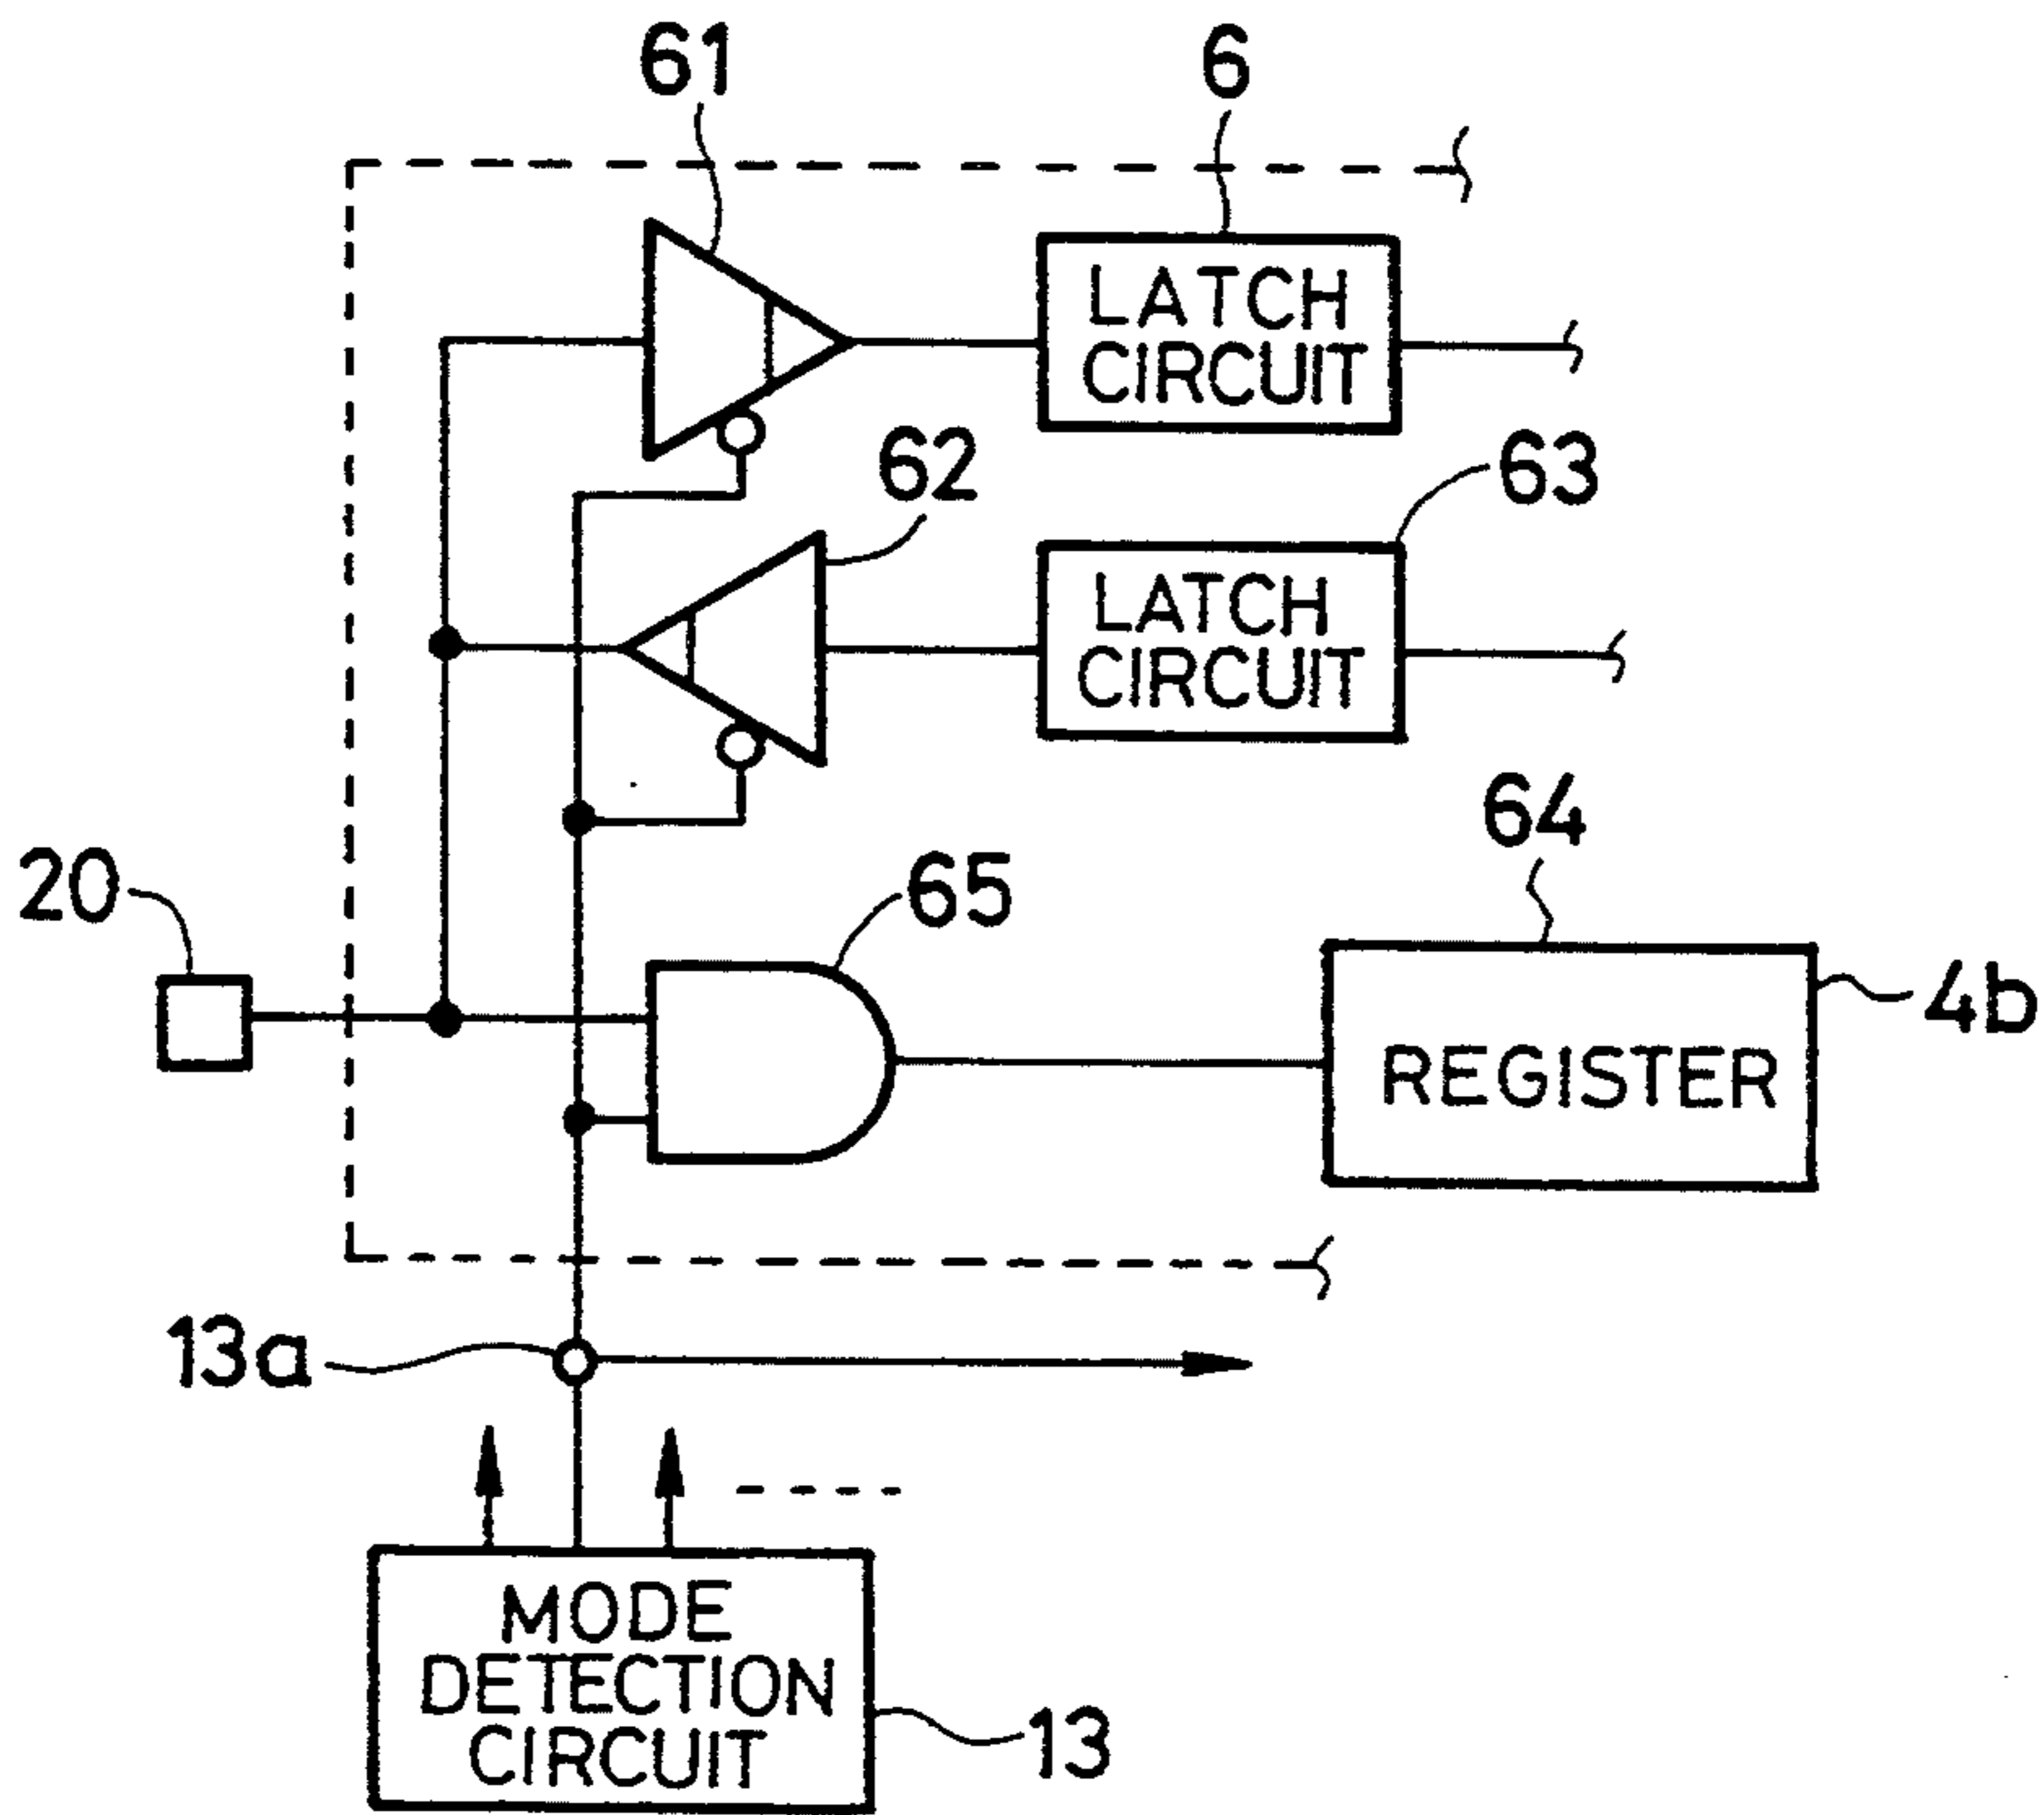 61
6
LATCH
CIRCUIT
62
63
LATCH
CIRCUIT
64
20
65
4b
REGISTER
13a
MODE
DETECTION
CIRCUIT
13